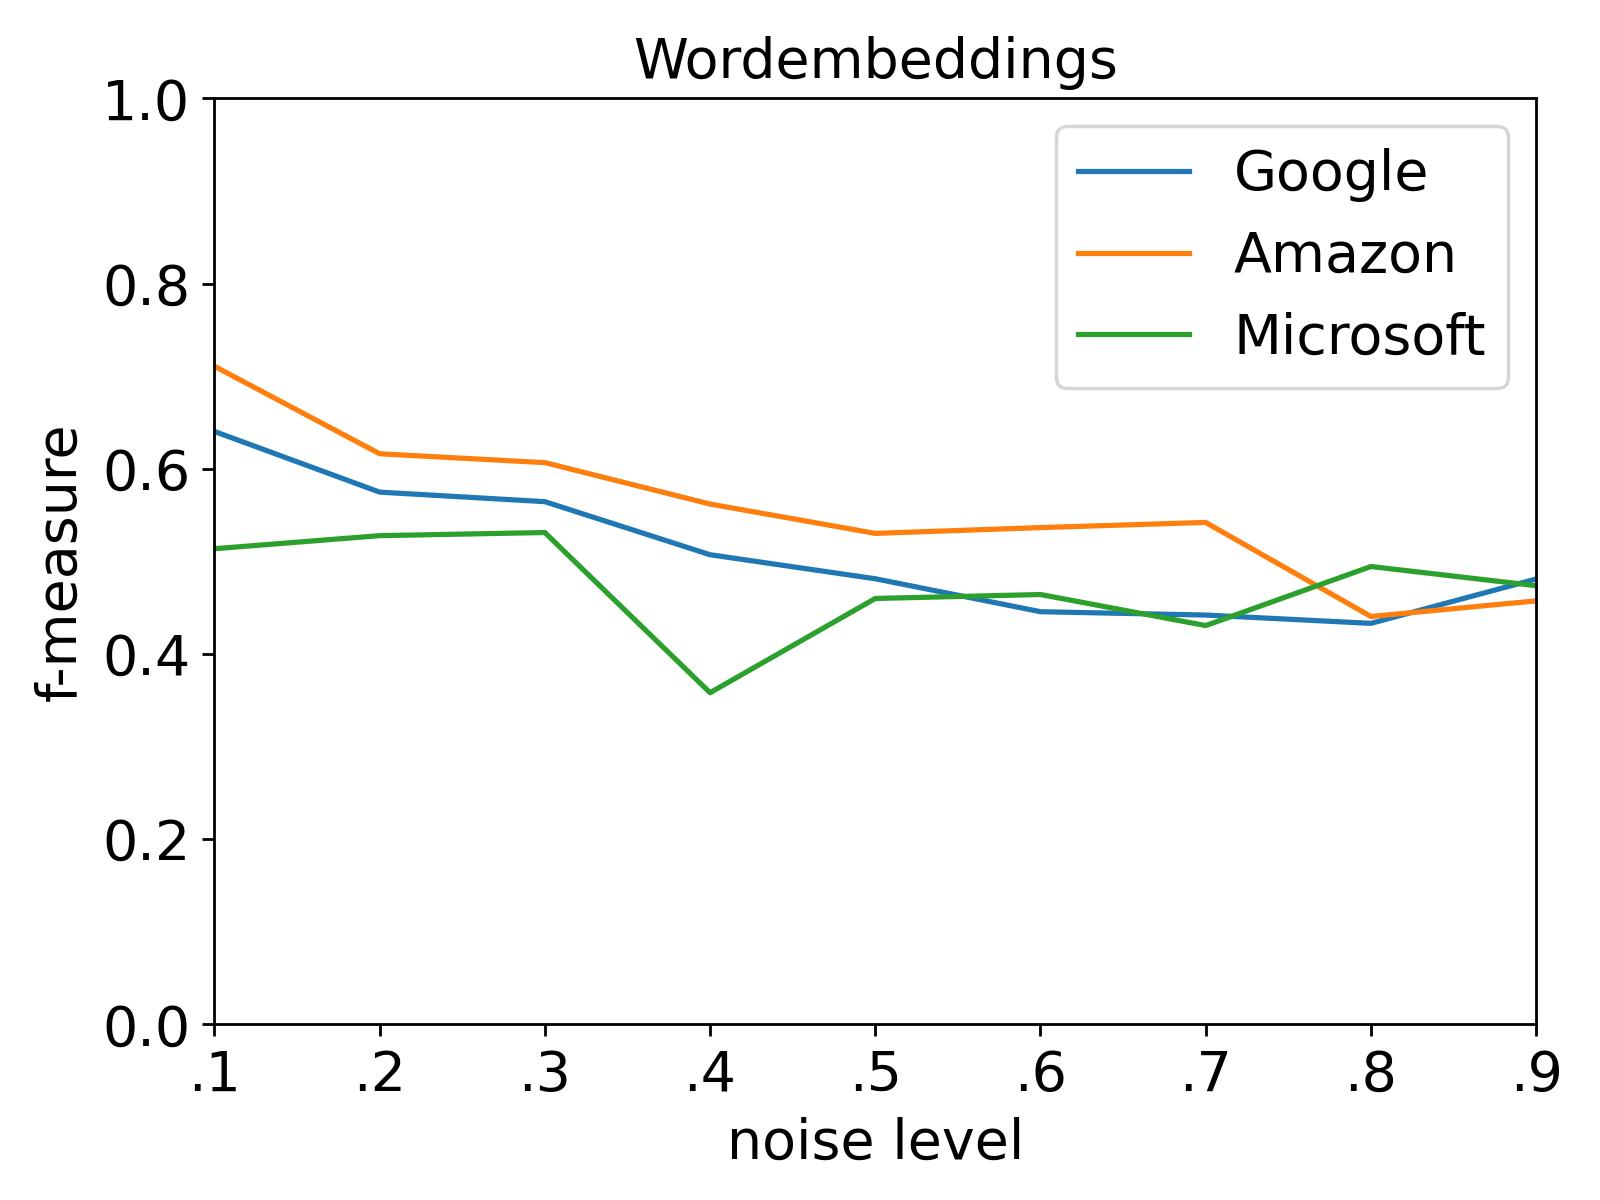 Wordembeddings
1.0
0.8
0.6
0.4
0.2
0.0
f-measure
Google
Amazon
Microsoft
.1 .2 .3 .4 .5 .6 .7 .8 .9
noise level